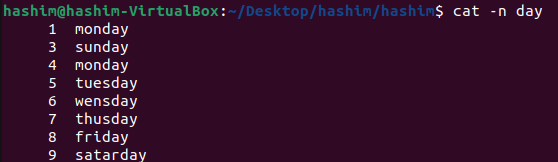 hashim@hashim-VirtualBox:~/Desktop/hashim/hashim$ cat -n day
1 monday
3 sunday
4 monday
5 tuesday
6 wensday
7 thusday
8 friday
9 satarday